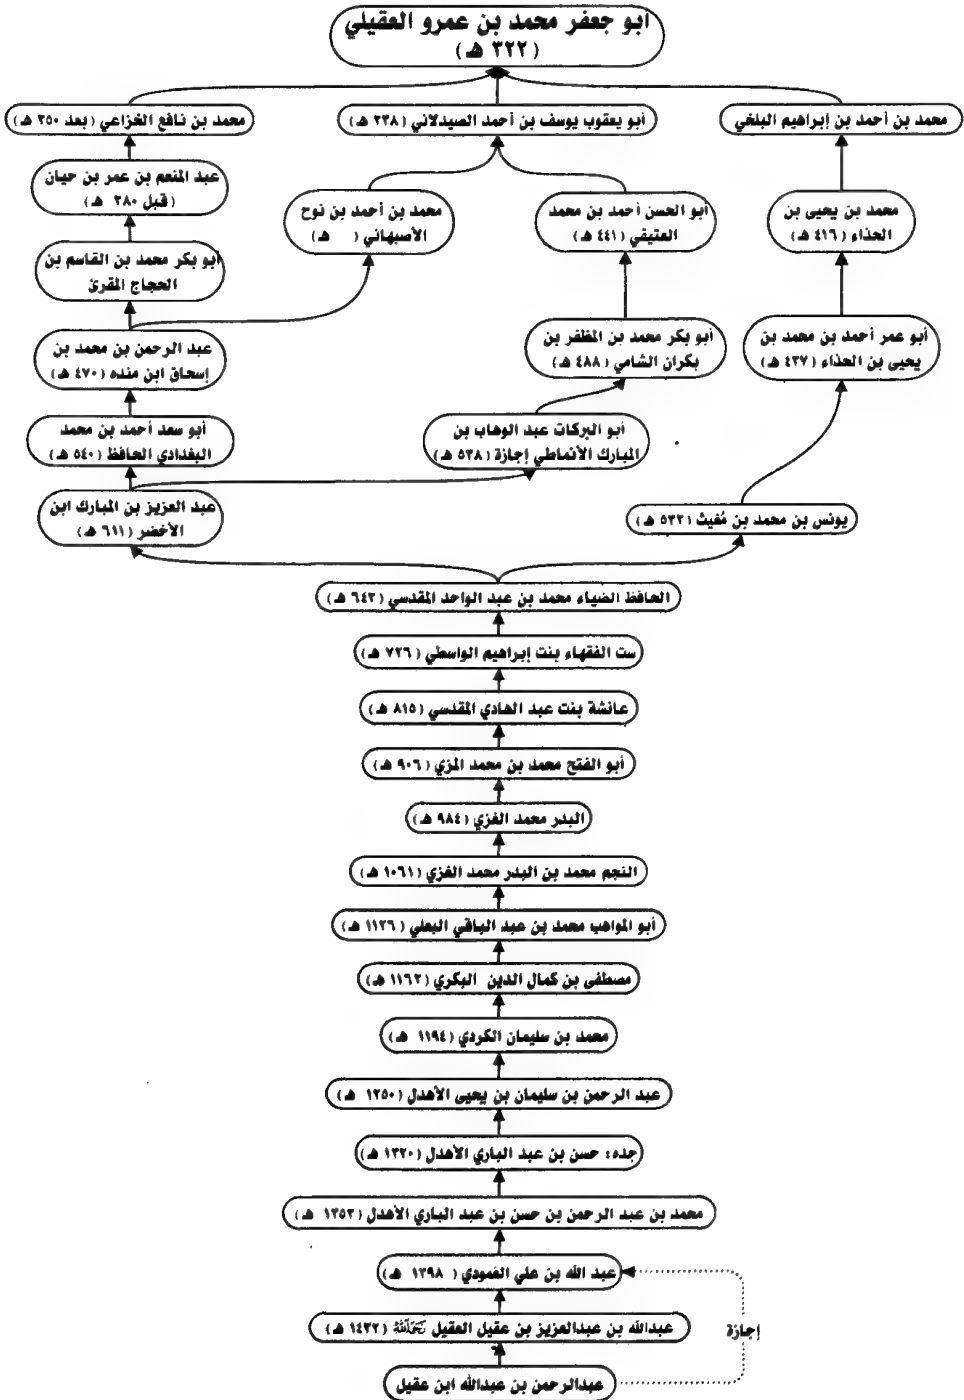 ابو جعفر محمد بن عمرو العقيلي
(٣٢٢ هـ)
محمد بن أحمد بن إبراهيم البلخي
أبو يعقوب يوسف بن أحمد الصيدلاني (٣٣٨ هـ)
محمد بن نافع الخزاعي (بعد ٣٥٠ هـ)
محمد بن يحيى بن
الحذاء (٤١٦ هـ)
أبو الحسن أحمد بن محمد
العتيقي (٤٤١ هـ)
محمد بن أحمد بن نوح
الأصبهاني ( هـ)
عبد المنعم بن عمر بن حيان
(قبل ٣٨٠ هـ)
أبو بكر محمد بن القاسم بن
الحجاج المقرئ
أبو عمر أحمد بن محمد بن
يحيى بن الحذاء (٤٣٧ هـ)
أبو بكر محمد بن المظفر بن
بكران الشامي (٤٨٨ هـ)
عبد الرحمن بن محمد بن
إسحاق ابن منده (٤٧٠ هـ)
أبو البركات عبد الوهاب بن
المبارك الأنماطي إجازة (٥٣٨ هـ)
أبو سعد أحمد بن محمد
البغدادي الحافظ (٥٤٠ هـ)
يونس بن محمد بن مُغيث (٥٣٢ هـ)
عبد العزيز بن المبارك ابن
الأخضر (٦١١ هـ)
الحافظ الضياء محمد بن عبد الواحد المقدسي (٦٤٣ هـ)
ست الفقهاء بنت إبراهيم الواسطي (٧٢٦ هـ)
عائشة بنت عبد الهادي المقدسي (٨١٥ هـ)
أبو الفتح محمد بن محمد المزي (٩٠٦ هـ)
البدر محمد الغزي (٩٨٤ هـ)
النجم محمد بن البدر محمد الغزي (١٠٦١ هـ)
أبو المواهب محمد بن عبد الباقي البعلي (١١٢٦ هـ)
مصطفى بن كمال الدين البكري (١١٦٢ هـ)
محمد بن سليمان الكردي (١١٩٤ هـ)
عبد الرحمن بن سليمان بن يحيى الأهدل (١٢٥٠ هـ)
جده: حسن بن عبد الباري الأهدل (١٣٢٠ هـ)
محمد بن عبد الرحمن بن حسن بن عبد الباري الأهدل (١٣٥٣ هـ)
عبد الله بن علي العمودي (١٣٩٨ هـ)
عبدالله بن عبدالعزيز بن عقيل العقيل رَحِمَهُ اللهُ (١٤٣٢ هـ)
إجازة
عبدالرحمن بن عبدالله ابن عقيل